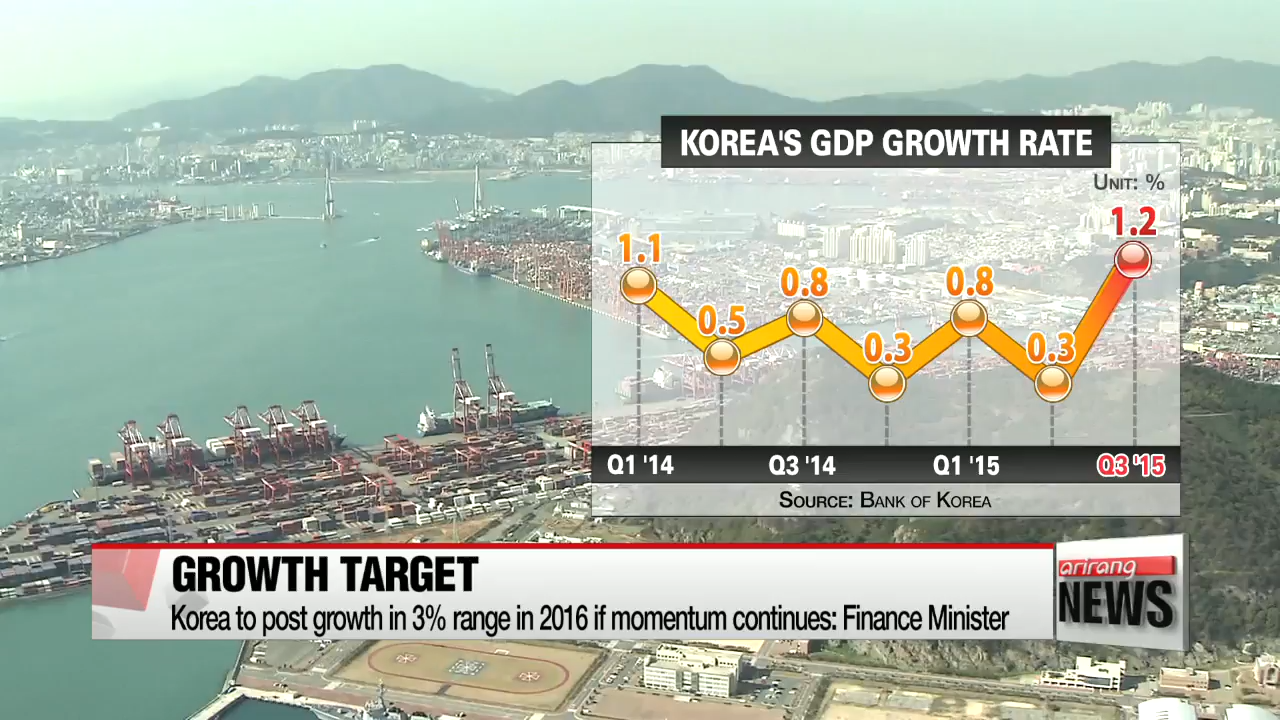 KOREA'S GDP GROWTH RATE
UNIT: %
1.1
0.5
0.8
0.3
0.8
0.3
1.2
Q1 '14
Q3 '14
Q1 '15
Q3 '15
SOURCE: BANK OF KOREA
GROWTH TARGET
Korea to post growth in 3% range in 2016 if momentum continues: Finance Minister
arirang
NEWS